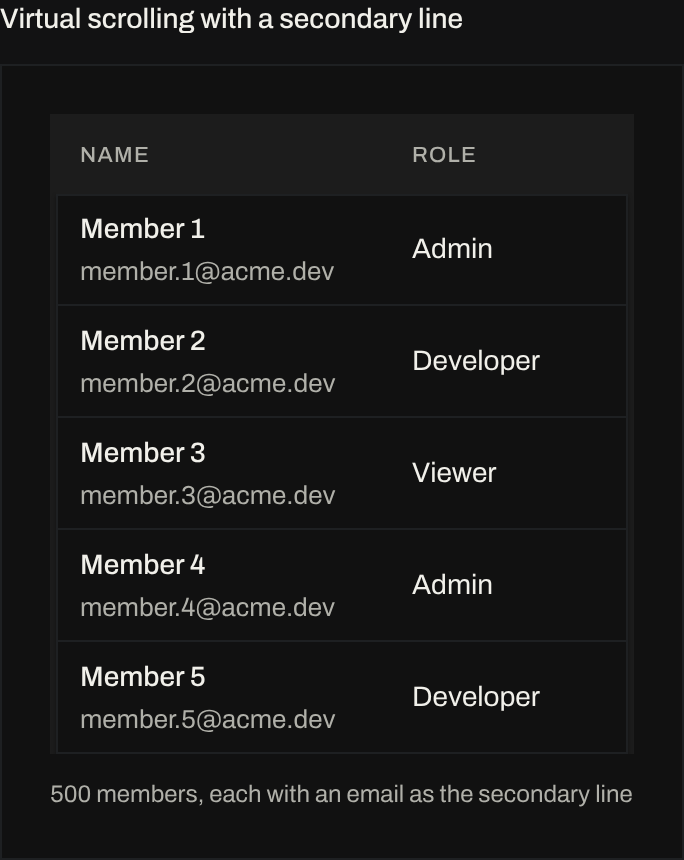 Virtual scrolling with a secondary line
NAME ROLE
Member 1
member.1@acme.dev
Admin
Member 2
member.2@acme.dev
Developer
Member 3
member.3@acme.dev
Viewer
Member 4
member.4@acme.dev
Admin
Member 5
member.5@acme.dev
Developer
500 members, each with an email as the secondary line